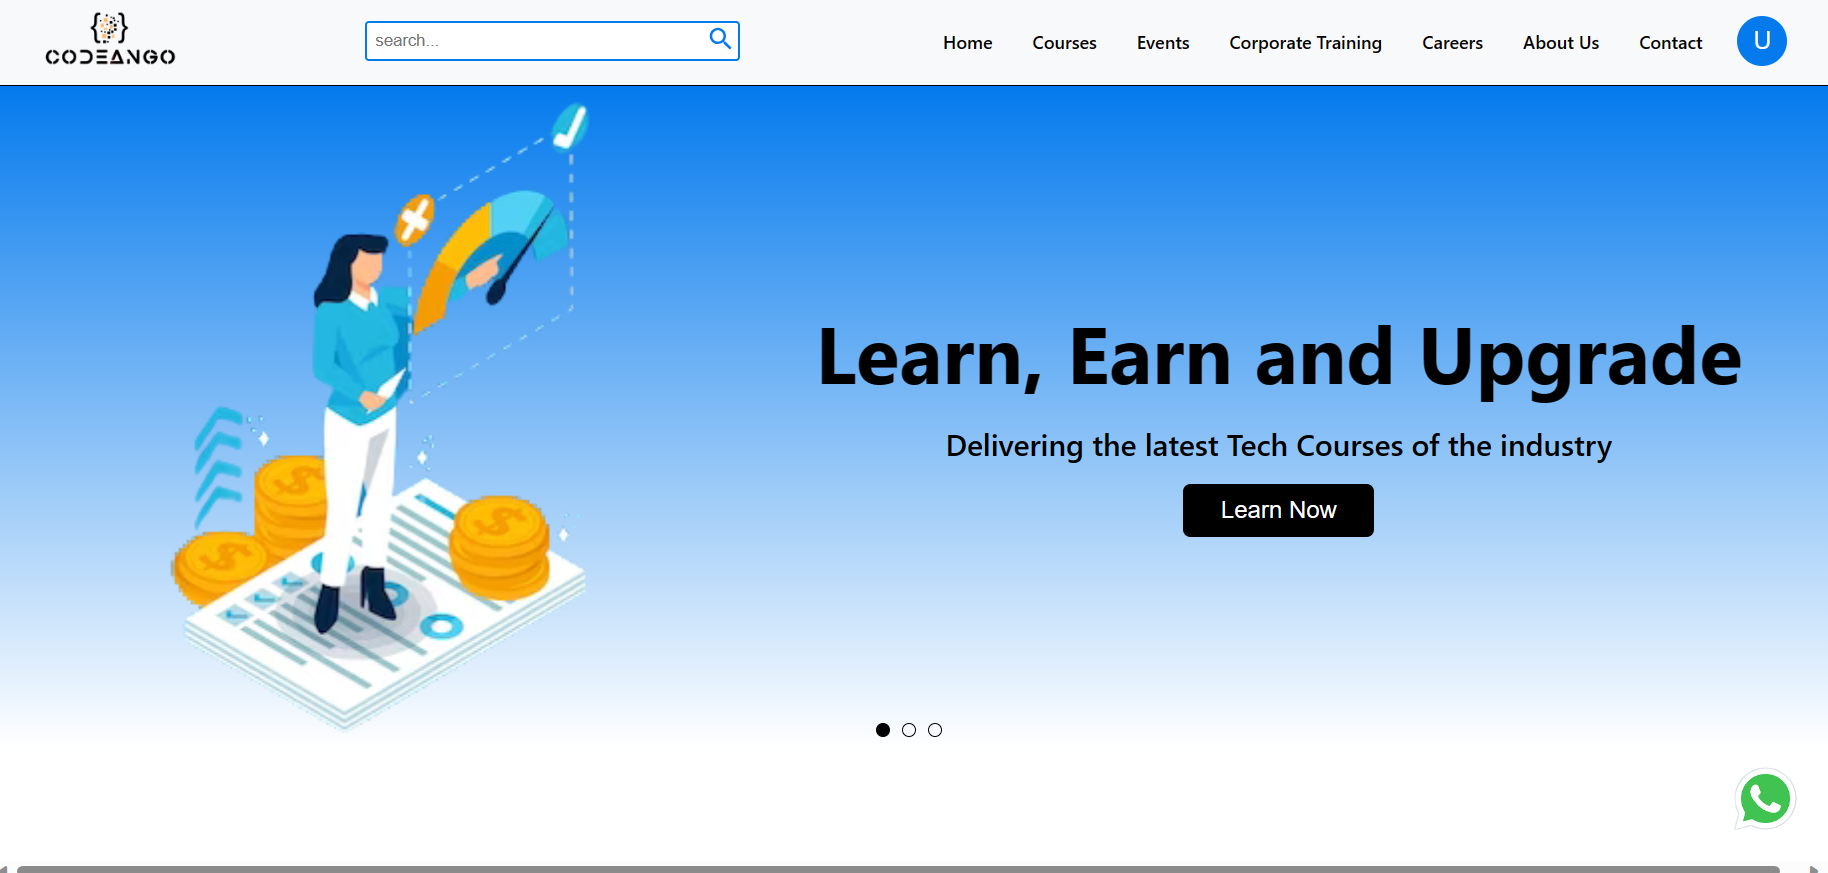 CODEANGO
search...
Home
Courses
Events
Corporate Training
Careers
About Us
Contact
U
Learn, Earn and Upgrade
Delivering the latest Tech Courses of the industry
Learn Now